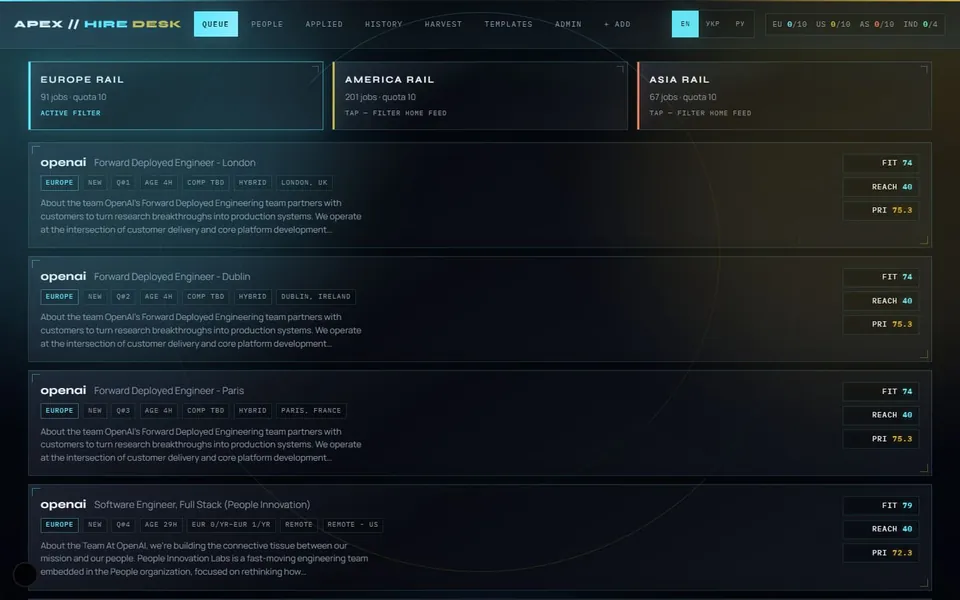 APEX // HIRE DESK
QUEUE PEOPLE APPLIED HISTORY HARVEST TEMPLATES ADMIN + ADD
EN УКР РУ
EU 0/10 US 0/10 AS 0/10 IND 0/4
EUROPE RAIL
91 jobs · quota 10
ACTIVE FILTER
AMERICA RAIL
201 jobs · quota 10
TAP — FILTER HOME FEED
ASIA RAIL
67 jobs · quota 10
TAP — FILTER HOME FEED
openai Forward Deployed Engineer - London
EUROPE NEW Q#1 AGE 4H COMP TBD HYBRID LONDON, UK
About the team OpenAI's Forward Deployed Engineering team partners with
customers to turn research breakthroughs into production systems. We operate
at the intersection of customer delivery and core platform development…
FIT 74
REACH 40
PRI 75.3
openai Forward Deployed Engineer - Dublin
EUROPE NEW Q#2 AGE 4H COMP TBD HYBRID DUBLIN, IRELAND
About the team OpenAI's Forward Deployed Engineering team partners with
customers to turn research breakthroughs into production systems. We operate
at the intersection of customer delivery and core platform development…
FIT 74
REACH 40
PRI 75.3
openai Forward Deployed Engineer - Paris
EUROPE NEW Q#3 AGE 4H COMP TBD HYBRID PARIS, FRANCE
About the team OpenAI's Forward Deployed Engineering team partners with
customers to turn research breakthroughs into production systems. We operate
at the intersection of customer delivery and core platform development…
FIT 74
REACH 40
PRI 75.3
openai Software Engineer, Full Stack (People Innovation)
EUROPE NEW Q#4 AGE 29H EUR 0/YR–EUR 1/YR REMOTE REMOTE - US
About the Team At OpenAI, we're building the connective tissue between our
mission and our people. People Innovation Labs is a fast-moving engineering team
embedded in the People organization, focused on rethinking how…
FIT 79
REACH 40
PRI 72.3